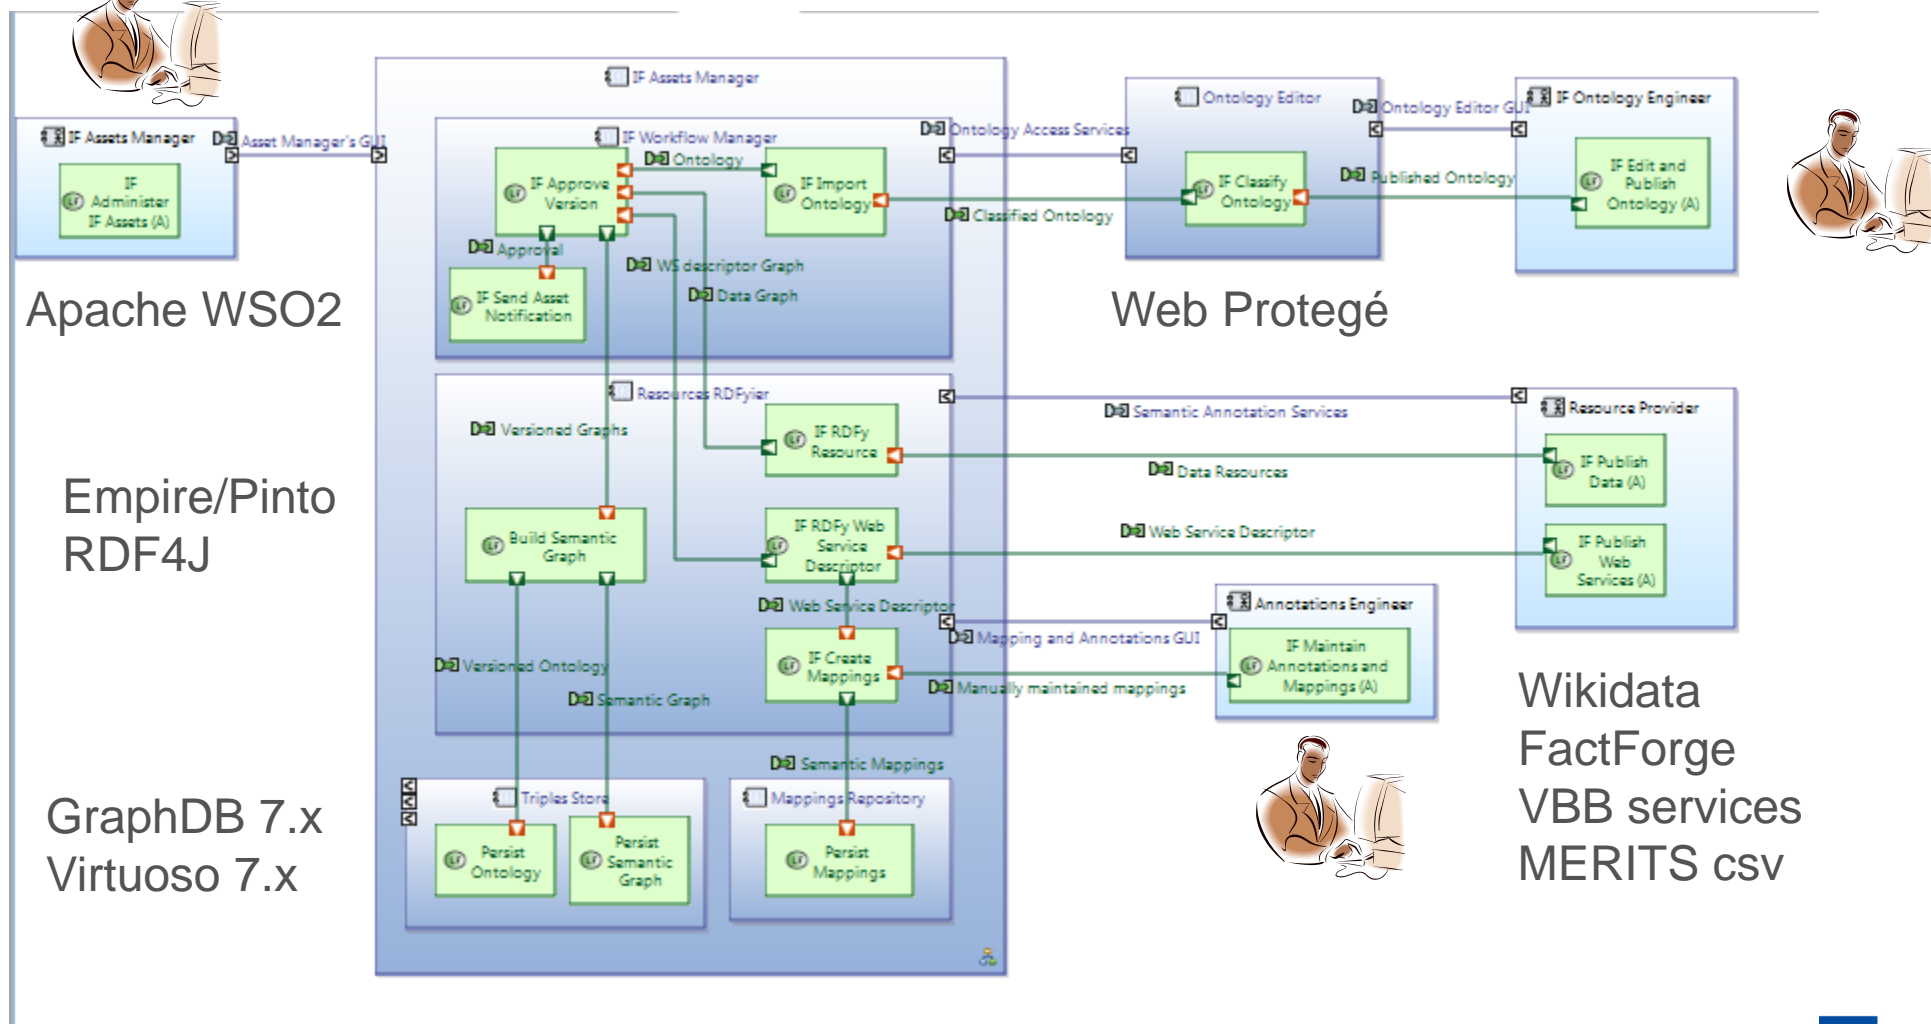 IF Assets Manager
IF Assets Manager
Asset Manager's GUI
IF
Administer
IF Assets (A)
IF Workflow Manager
Ontology
IF Approve
Version
IF Import
Ontology
Approval
WS descriptor Graph
Data Graph
IF Send Asset
Notification
Ontology Access Services
Classified Ontology
Ontology Editor
IF Classify
Ontology
Ontology Editor GUI
Published Ontology
IF Ontology Engineer
IF Edit and
Publish
Ontology (A)
Apache WSO2
Web Protegé
Resources RDFyier
Versioned Graphs
IF RDFy
Resource
Semantic Annotation Services
Data Resources
Resource Provider
IF Publish
Data (A)
Empire/Pinto
RDF4J
Build Semantic
Graph
IF RDFy Web
Service
Descriptor
Web Service Descriptor
IF Publish
Web
Services (A)
Web Service Descriptor
Mapping and Annotations GUI
Annotations Engineer
IF Maintain
Annotations and
Mappings (A)
Versioned Ontology
Semantic Graph
IF Create
Mappings
Manually maintained mappings
Semantic Mappings
Wikidata
FactForge
VBB services
MERITS csv
GraphDB 7.x
Virtuoso 7.x
Triples Store
Persist
Ontology
Persist
Semantic
Graph
Mappings Repository
Persist
Mappings